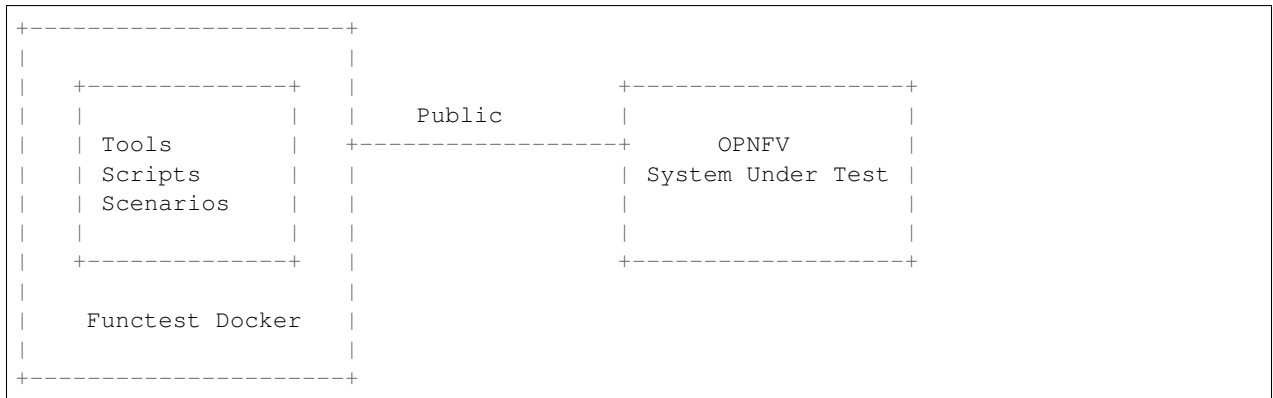 Public
Tools OPNFV
Scripts System Under Test
Scenarios
Functest Docker